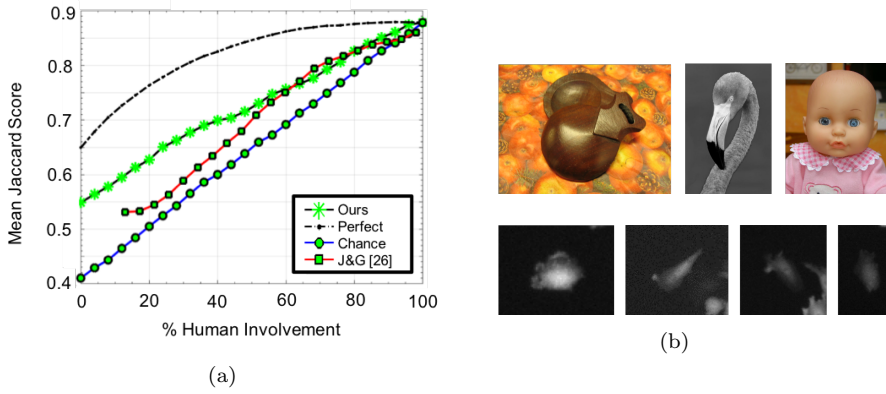 0.9
0.8
0.7
0.6
0.5
0.4
Mean Jaccard Score
0
20
40
60
80
100
% Human Involvement
Ours
Perfect
Chance
J&G [26]
(a)
(b)